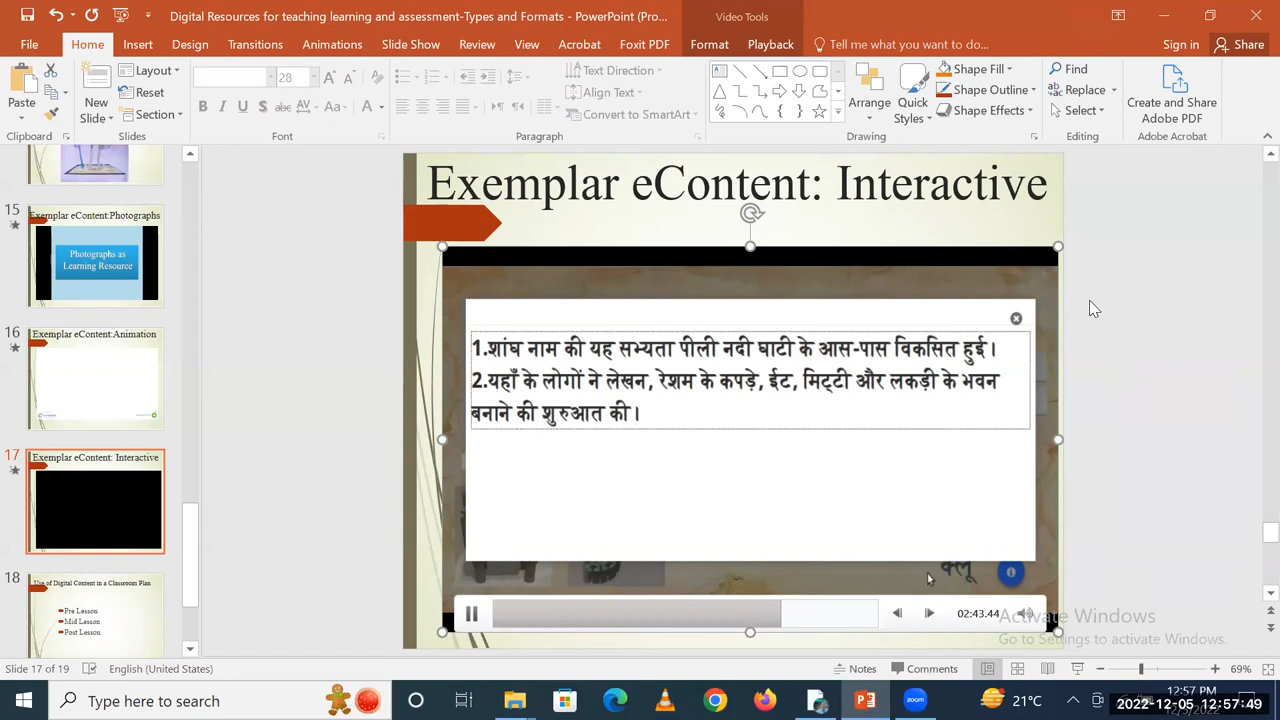 Digital Resources for teaching learning and assessment-Types and Formats - PowerPoint (Pro...
Video Tools
File Home Insert Design Transitions Animations Slide Show Review View Acrobat Foxit PDF Format Playback Tell me what you want to do... Sign in Share
Paste
Clipboard
New Slide
Layout
Reset
Section
Slides
28
Font
Paragraph
Text Direction
Align Text
Convert to SmartArt
Arrange
Quick Styles
Shape Fill
Shape Outline
Shape Effects
Drawing
Find
Replace
Select
Editing
Create and Share Adobe PDF
Adobe Acrobat
15
Exemplar eContent:Photographs
Photographs as
Learning Resource
16
Exemplar eContent:Animation
17
Exemplar eContent: Interactive
18
Use of Digital Content in a Classroom Plan
Pre Lesson
Mid Lesson
Post Lesson
Exemplar eContent: Interactive
1.शांघ नाम की यह सभ्यता पीली नदी घाटी के आस-पास विकसित हुई।
2.यहाँ के लोगों ने लेखन, रेशम के कपड़े, ईट, मिट्टी और लकड़ी के भवन
बनाने की शुरुआत की।
क्लू
02:43.44
Activate Windows
Go to Settings to activate Windows.
Slide 17 of 19 English (United States) Notes Comments 69%
Type here to search
zoom
21°C
12:57 PM
2022-12-05 12:57:49